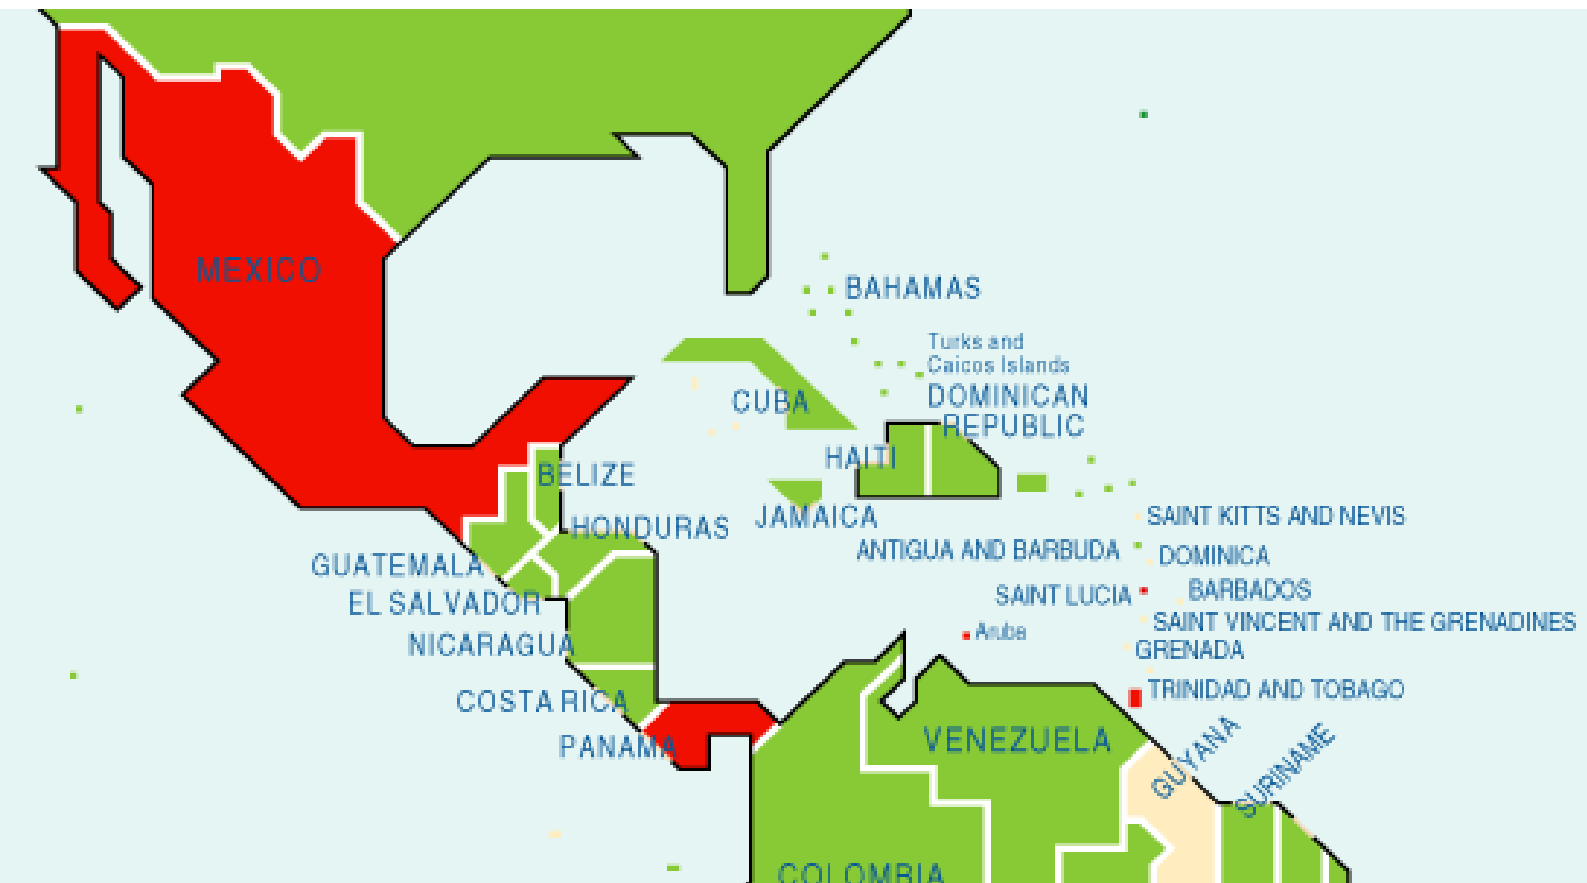 MEXICO
BAHAMAS
Turks and
Caicos Islands
DOMINICAN
REPUBLIC
CUBA
HAITI
BELIZE
JAMAICA
HONDURAS
SAINT KITTS AND NEVIS
ANTIGUA AND BARBUDA
DOMINICA
GUATEMALA
SAINT LUCIA
BARBADOS
EL SALVADOR
SAINT VINCENT AND THE GRENADINES
Aruba
NICARAGUA
GRENADA
TRINIDAD AND TOBAGO
COSTA RICA
PANAMA
VENEZUELA
GUYANA
SURINAME
COLOMBIA